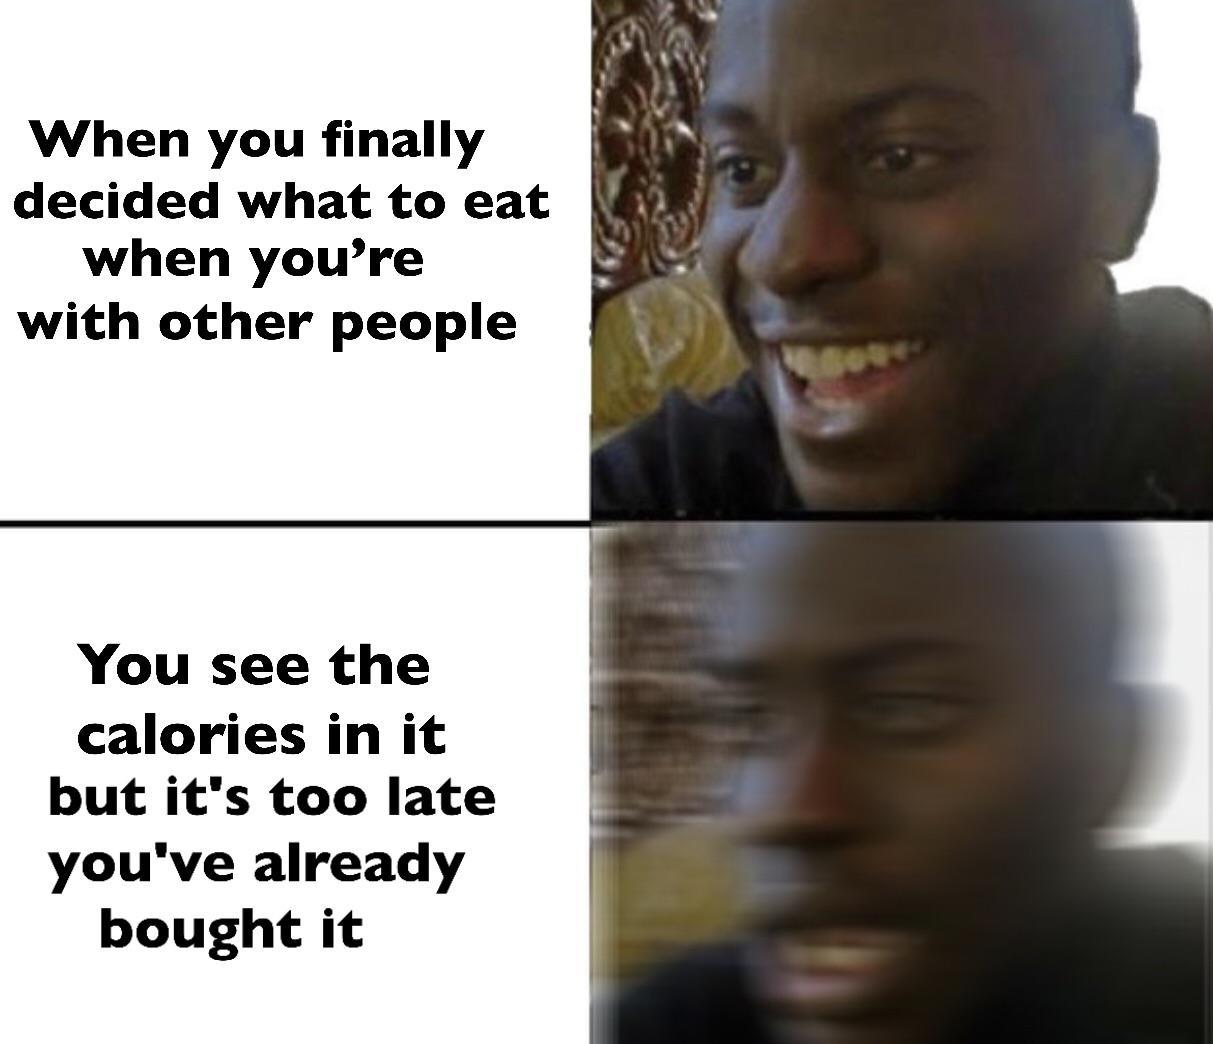 When you finally
decided what to eat
when you’re
with other people
You see the
calories in it
but it's too late
you've already
bought it